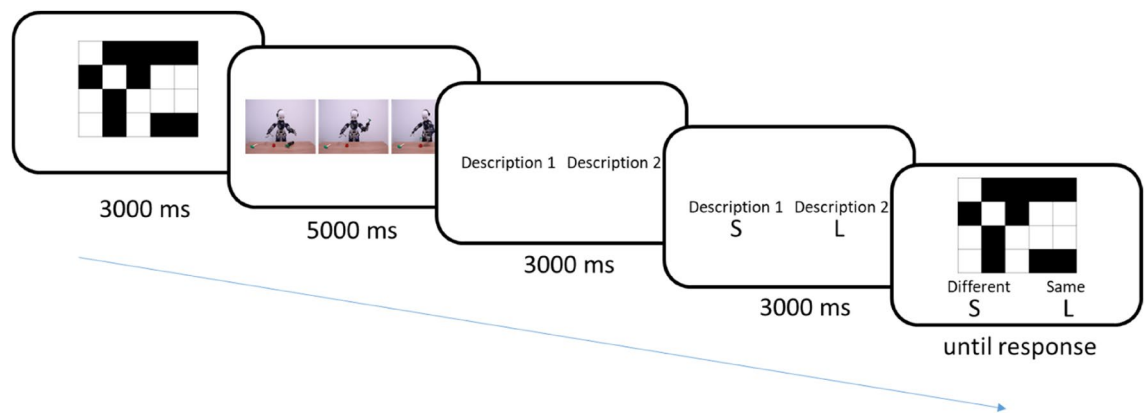 3000 ms
5000 ms
Description 1 Description 2
3000 ms
Description 1 Description 2
S L
3000 ms
Different Same
S L
until response